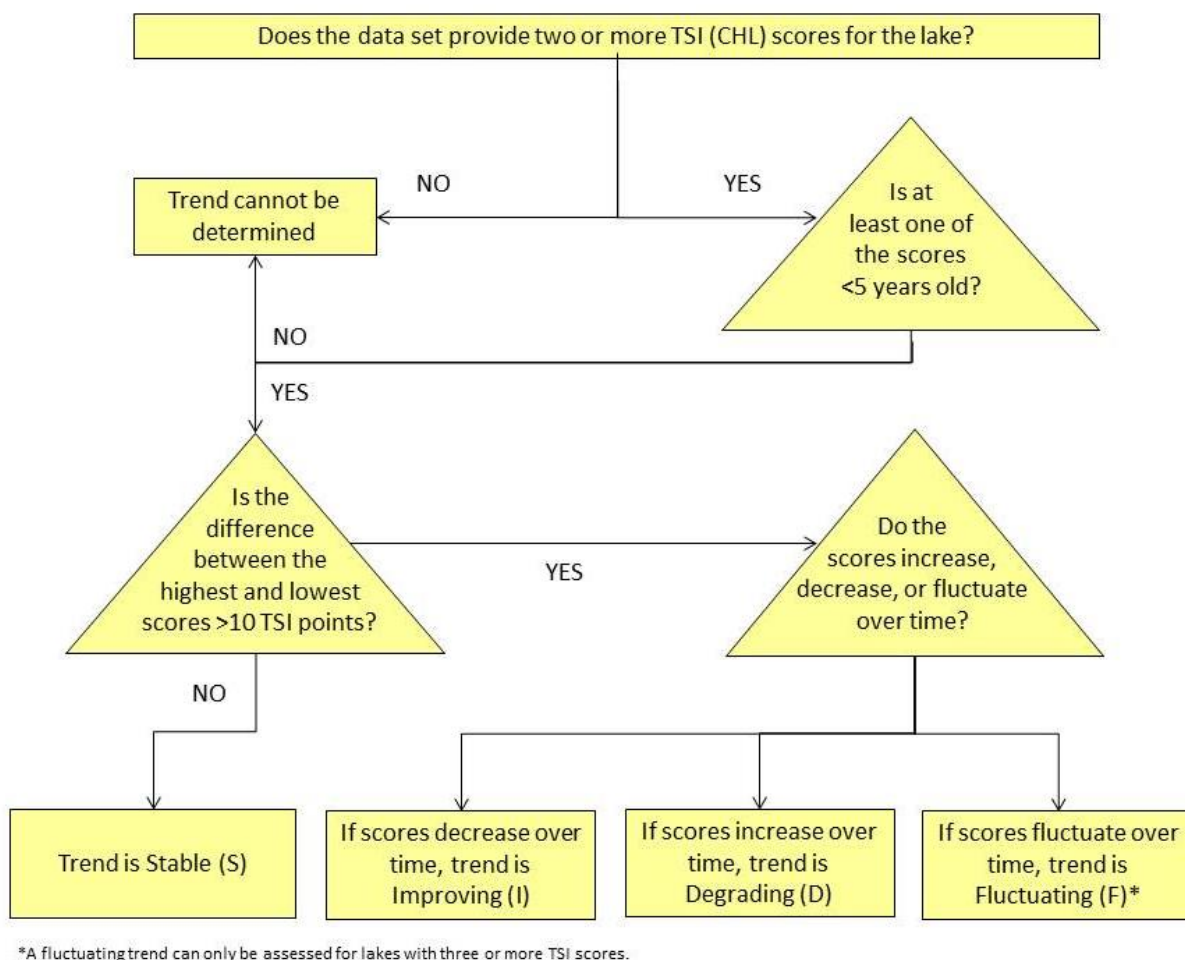 Does the data set provide two or more TSI (CHL) scores for the lake?
NO
YES
Trend cannot be
determined
Is at
least one of
the scores
<5 years old?
NO
YES
Is the
difference
between the
highest and lowest
scores >10 TSI points?
YES
Do the
scores increase,
decrease, or fluctuate
over time?
NO
Trend is Stable (S)
If scores decrease over
time, trend is
Improving (I)
If scores increase over
time, trend is
Degrading (D)
If scores fluctuate over
time, trend is
Fluctuating (F)*
*A fluctuating trend can only be assessed for lakes with three or more TSI scores.